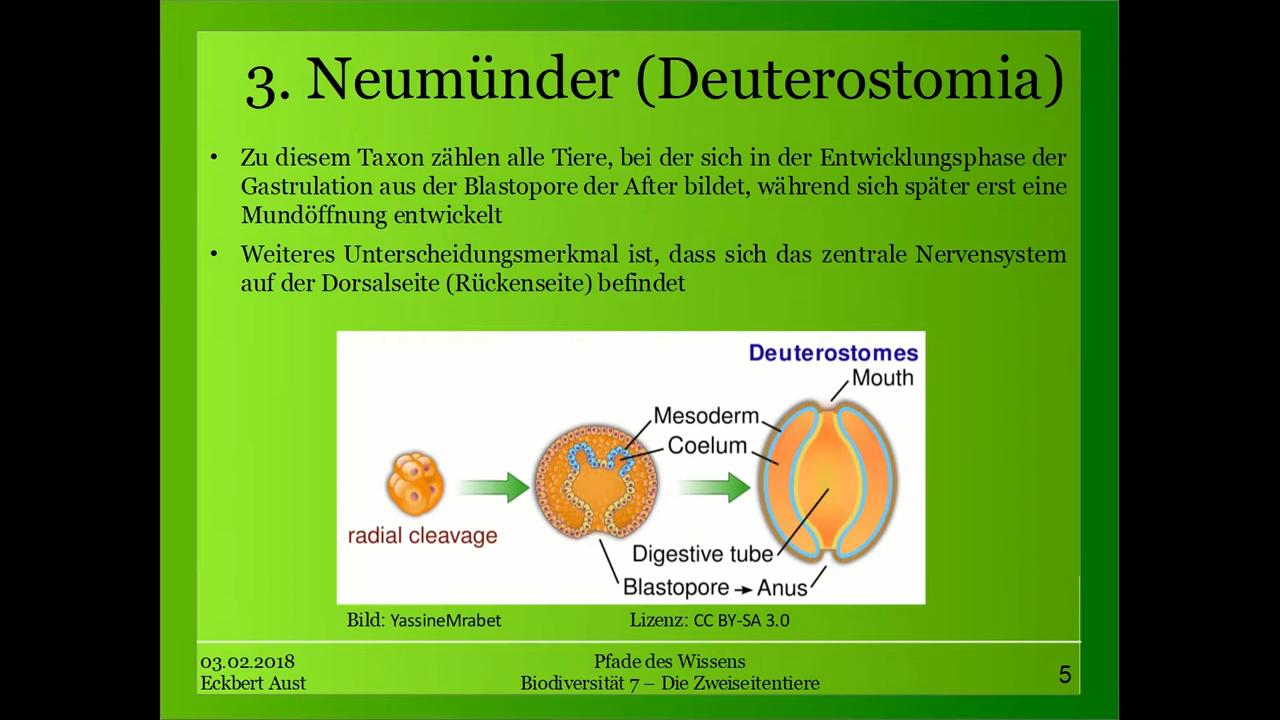 3. Neumünder (Deuterostomia)
• Zu diesem Taxon zählen alle Tiere, bei der sich in der Entwicklungsphase der
Gastrulation aus der Blastopore der After bildet, während sich später erst eine
Mundöffnung entwickelt
• Weiteres Unterscheidungsmerkmal ist, dass sich das zentrale Nervensystem
auf der Dorsalseite (Rückenseite) befindet
Deuterostomes
Mouth
Mesoderm
Coelum
radial cleavage
Digestive tube
Blastopore → Anus
Bild: YassineMrabet Lizenz: CC BY-SA 3.0
03.02.2018 Pfade des Wissens
Eckbert Aust Biodiversität 7 – Die Zweiseitentiere 5